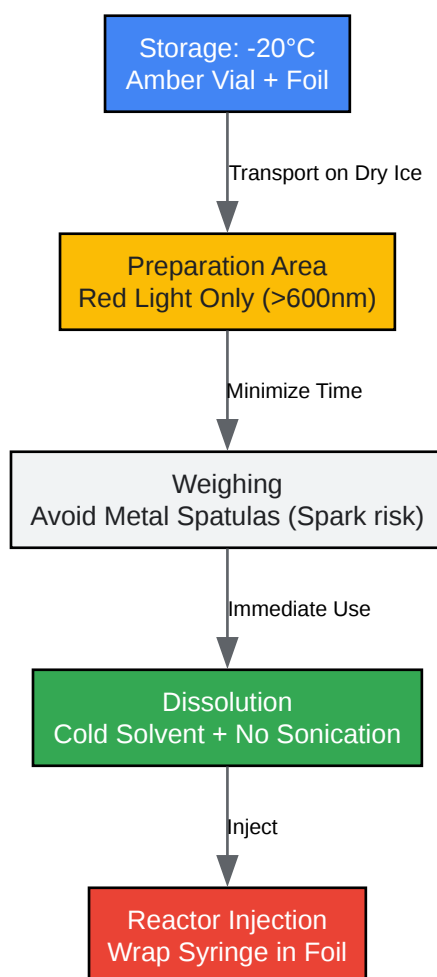 Storage: -20°C
Amber Vial + Foil
Transport on Dry Ice
Preparation Area
Red Light Only (>600nm)
Minimize Time
Weighing
Avoid Metal Spatulas (Spark risk)
Immediate Use
Dissolution
Cold Solvent + No Sonication
Inject
Reactor Injection
Wrap Syringe in Foil